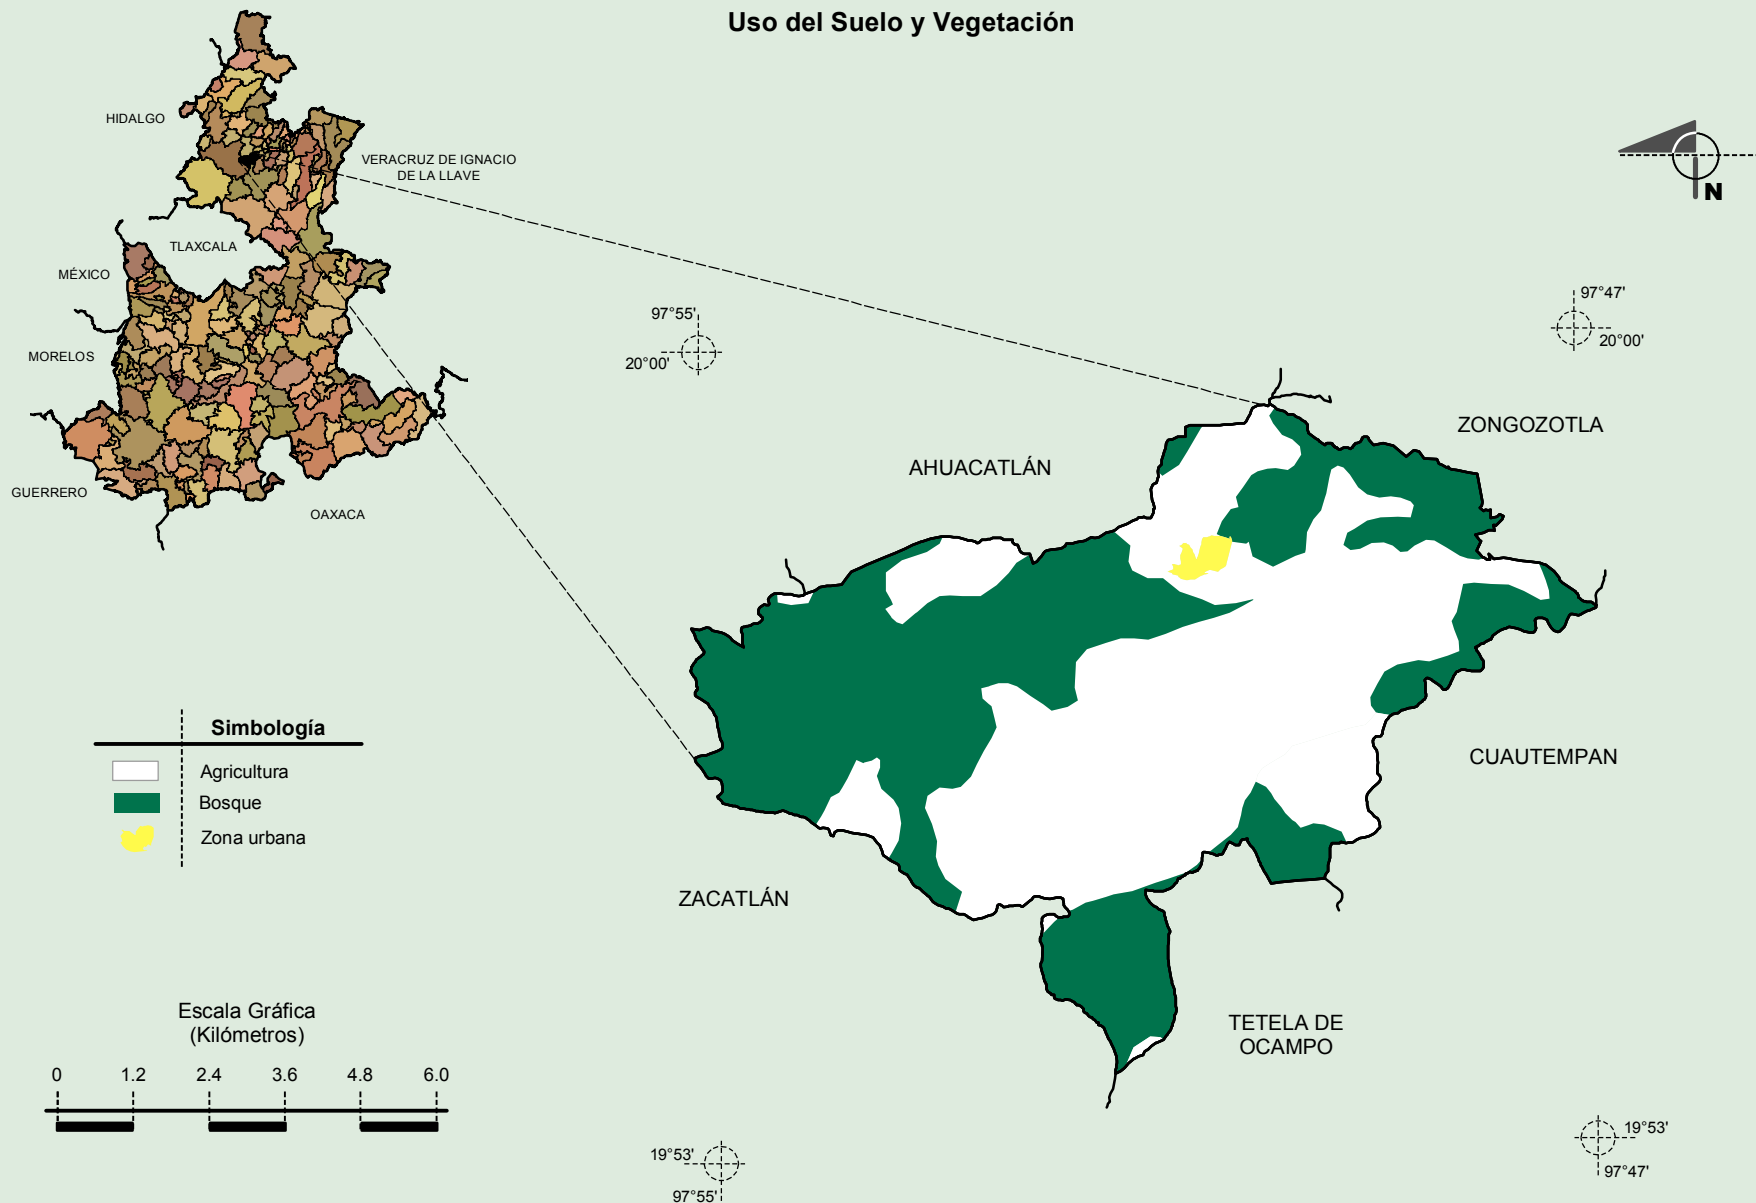 Uso del Suelo y Vegetación
HIDALGO
VERACRUZ DE IGNACIO
DE LA LLAVE
TLAXCALA
MÉXICO
MORELOS
GUERRERO
OAXACA
N
97°55'
20°00'
97°47'
20°00'
ZONGOZOTLA
AHUACATLÁN
CUAUTEMPAN
ZACATLÁN
TETELA DE
OCAMPO
Simbología
Agricultura
Bosque
Zona urbana
Escala Gráfica
(Kilómetros)
0 1.2 2.4 3.6 4.8 6.0
19°53'
97°55'
19°53'
97°47'